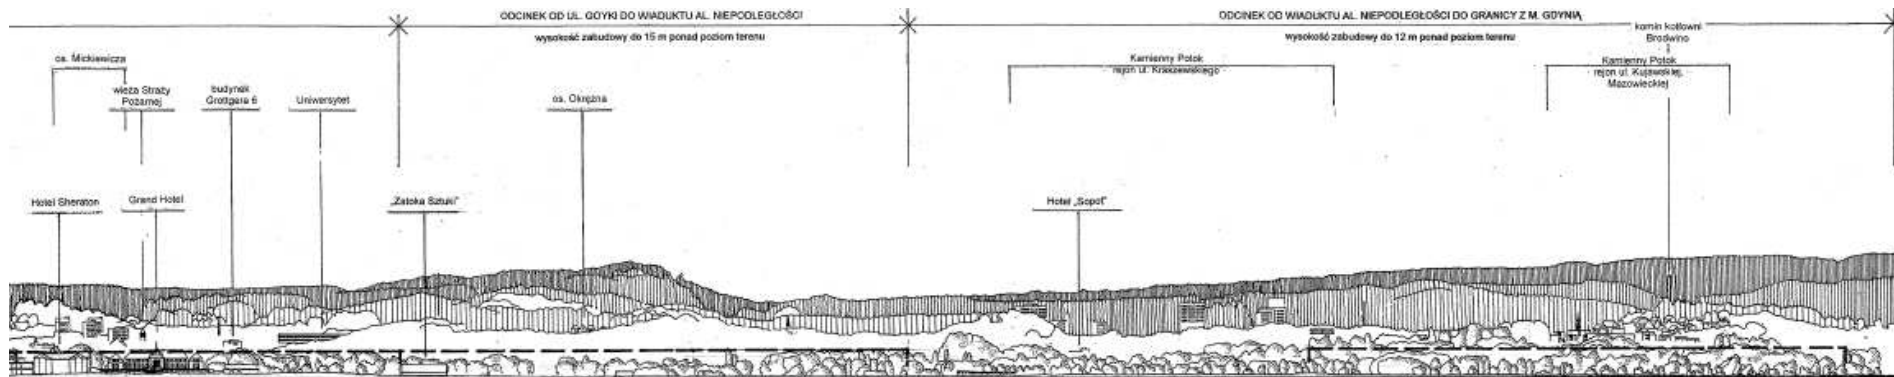 ODCINEK OD UL. GOYKI DO WIADUKTU AL. NIEPODLEGŁOŚCI
wysokość zabudowy do 15 m ponad poziom terenu
ODCINEK OD WIADUKTU AL. NIEPODLEGŁOŚCI DO GRANICY Z M. GDYNIĄ
wysokość zabudowy do 12 m ponad poziom terenu
komin kotłowni
Brodwino
os. Mickiewicza
wieża Straży
Pożarnej
budynek
Grottgera 6
Uniwersytet
os. Okrężna
Kamienny Potok
rejon ul. Kraszewskiego
Kamienny Potok
rejon ul. Kujawskiej,
Mazowieckiej
Hotel Sheraton
Grand Hotel
„Zatoka Sztuki"
Hotel „Sopot"